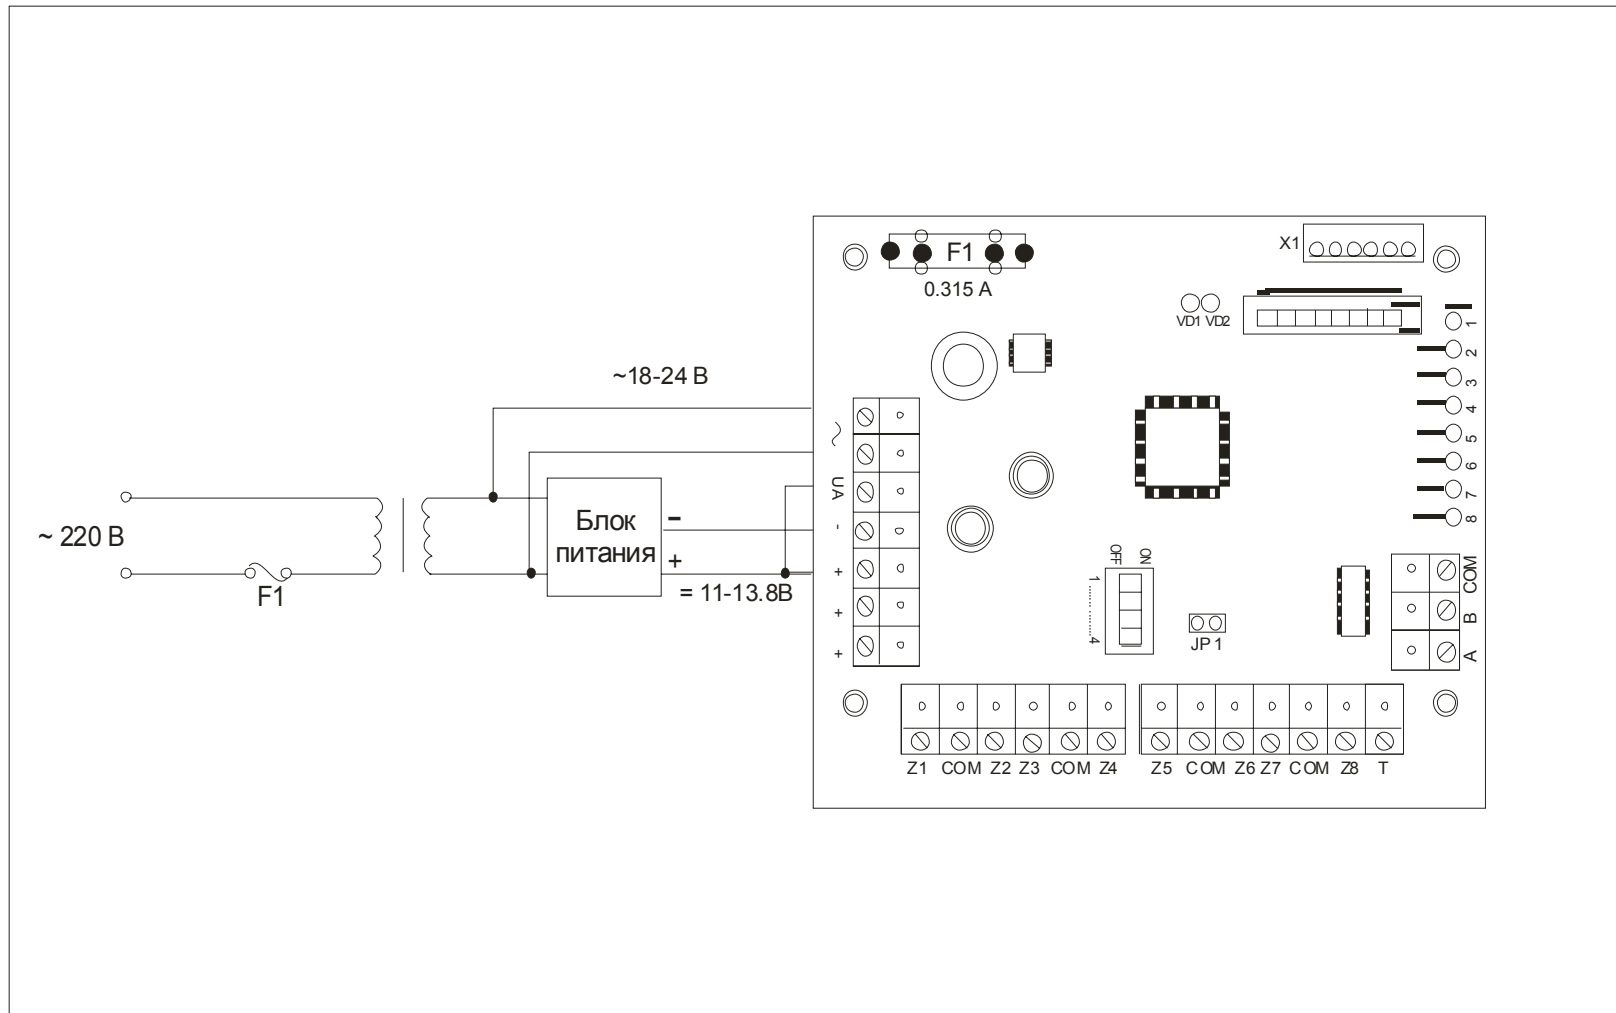 X1
F1
0.315 A
VD1 VD2
1
2
3
4
5
6
7
8
~18-24 В
~
UA
-
+
+
+
~ 220 В
F1
Блок
питания
-
+
= 11-13.8В
OFF ON
1
4
JP1
COM
B
A
Z1 COM Z2 Z3 COM Z4 Z5 COM Z6 Z7 COM Z8 T